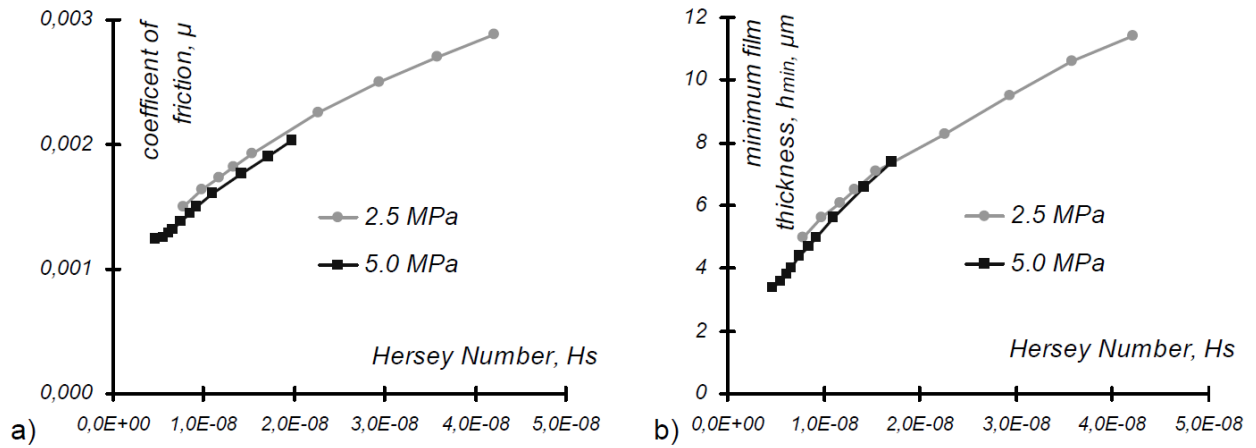 0,003
coefficent of
friction, µ
0,002
2.5 MPa
5.0 MPa
0,001
Hersey Number, Hs
0,000
0,0E+00 1,0E-08 2,0E-08 3,0E-08 4,0E-08 5,0E-08
a)
12
minimum film
thickness, hmin, µm
10
8
6
2.5 MPa
5.0 MPa
4
2
Hersey Number, Hs
0
0,0E+00 1,0E-08 2,0E-08 3,0E-08 4,0E-08 5,0E-08
b)